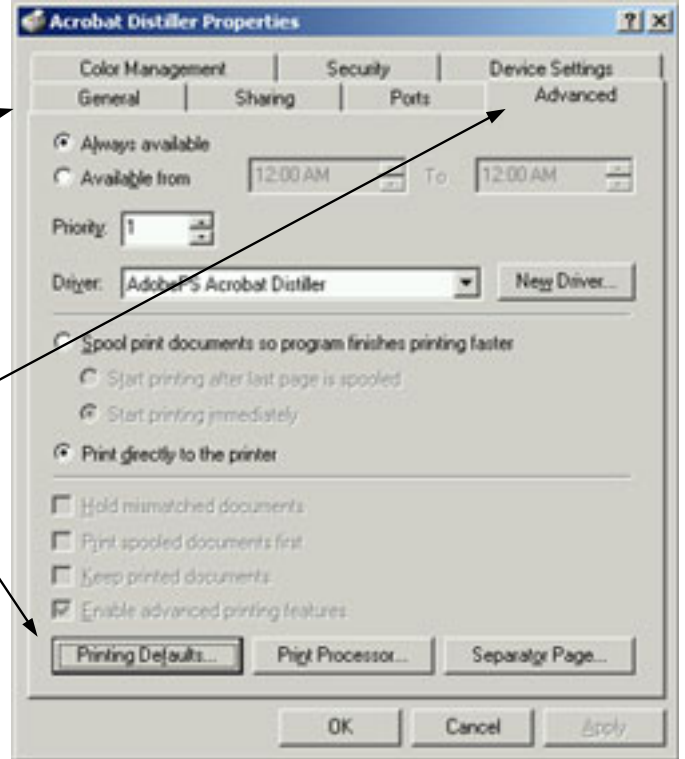 Acrobat Distiller Properties
Color Management Security Device Settings
General Sharing Ports Advanced
Always available
Available from 12:00 AM To 12:00 AM
Priority: 1
Driver: AdobePS Acrobat Distiller New Driver...
Spool print documents so program finishes printing faster
Start printing after last page is spooled
Start printing immediately
Print directly to the printer
Hold mismatched documents
Print spooled documents first
Keep printed documents
Enable advanced printing features
Printing Defaults... Print Processor... Separator Page...
OK Cancel Apply